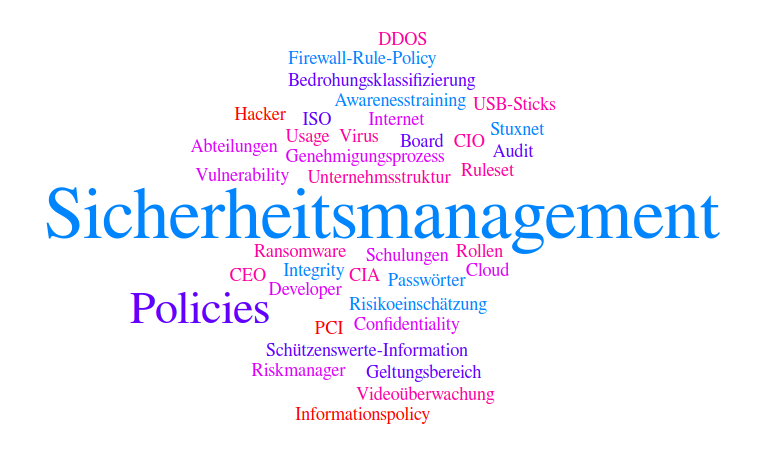 DDOS
Firewall-Rule-Policy
Bedrohungsklassifizierung
Awarenesstraining USB-Sticks
Hacker ISO Internet
Stuxnet
Usage Virus Board CIO
Abteilungen Audit
Genehmigungsprozess
Vulnerability Unternehmsstruktur Ruleset
Sicherheitsmanagement
Ransomware Schulungen Rollen
CEO Integrity CIA Passwörter Cloud
Developer
Policies Risikoeinschätzung
PCI Confidentiality
Schützenswerte-Information
Riskmanager Geltungsbereich
Videoüberwachung
Informationspolicy